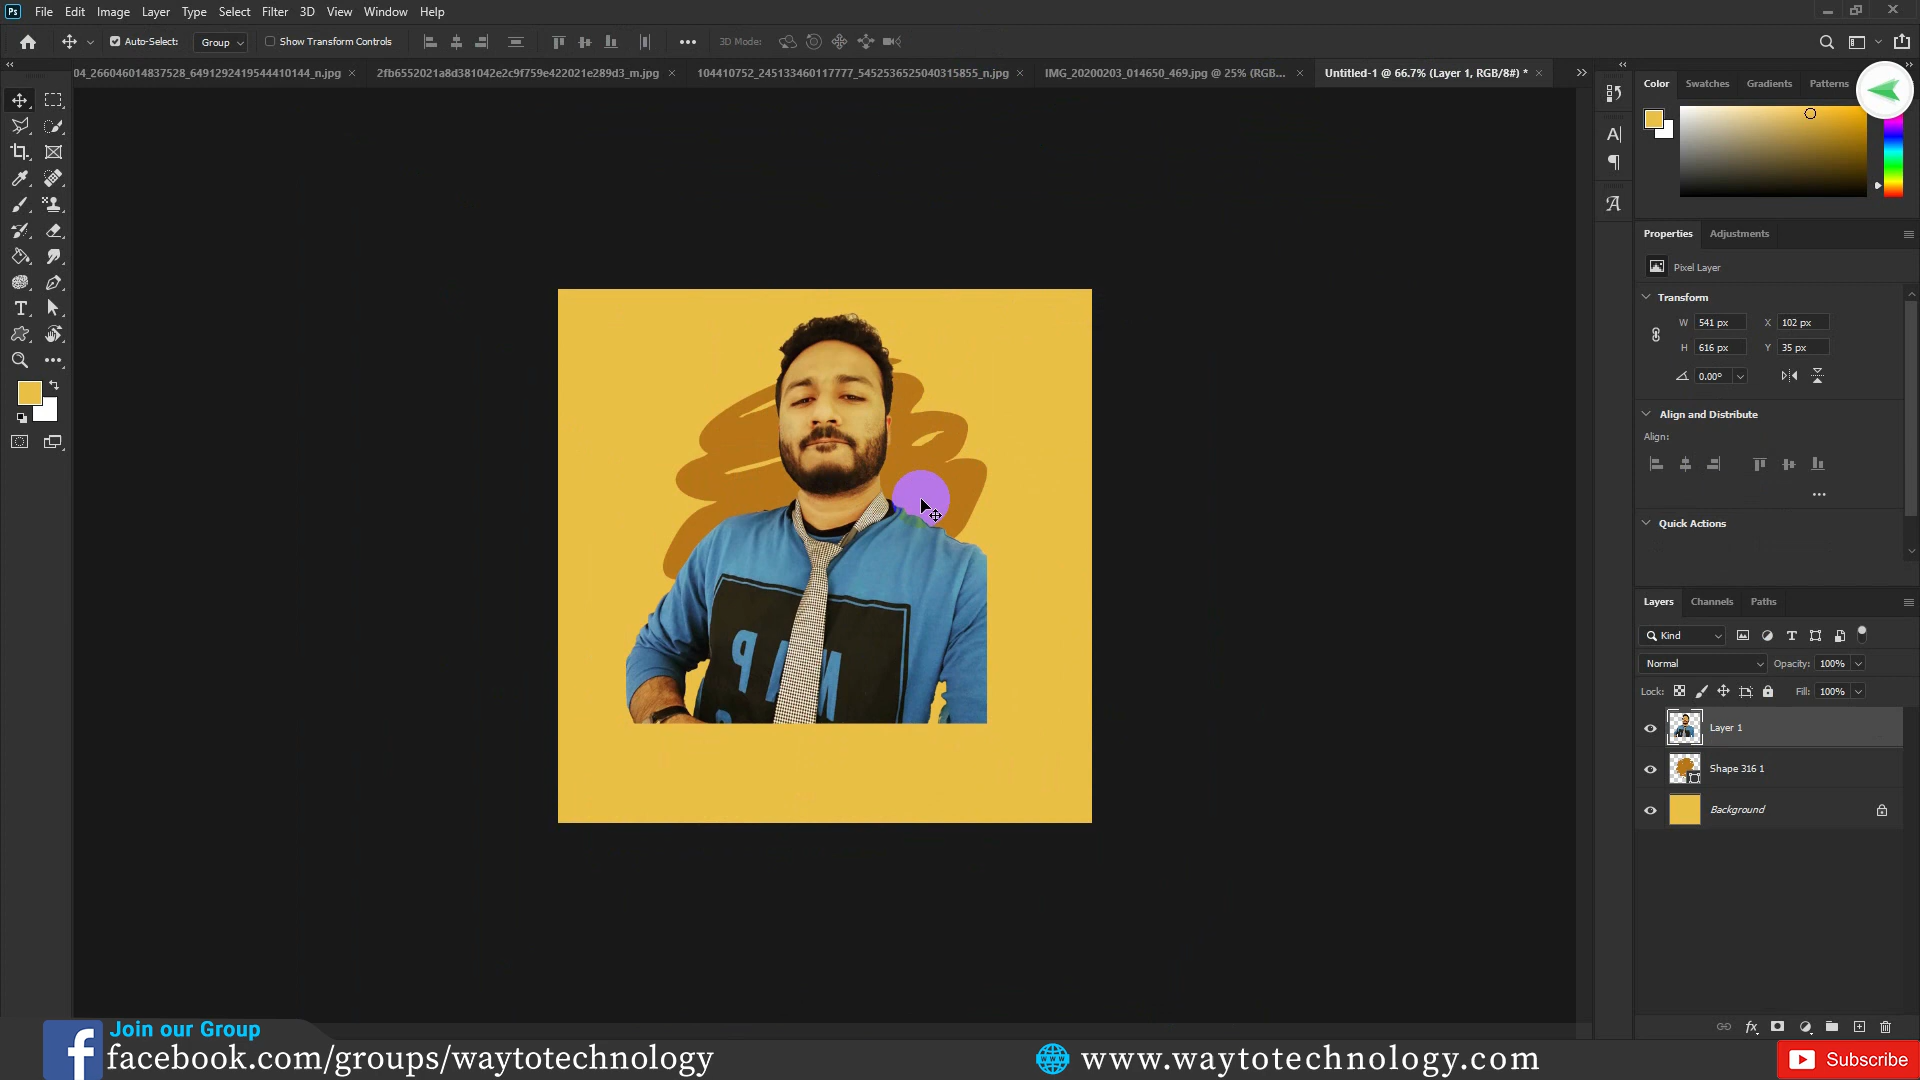 Ps File Edit Image Layer Type Select Filter 3D View Window Help
Auto-Select: Group Show Transform Controls 3D Mode:
04_266046014837528_6491292419544410144_n.jpg × 2fb6552021a8d381042e2c9f759e422021e289d3_m.jpg × 104410752_245133460117777_5452536525040315855_n.jpg × IMG_20200203_014650_469.jpg @ 25% (RGB... × Untitled-1 @ 66.7% (Layer 1, RGB/8#) * ×
Color Swatches Gradients Patterns
Properties Adjustments
Pixel Layer
Transform
W 541 px X 102 px
H 616 px Y 35 px
0.00°
Align and Distribute
Align:
Quick Actions
Layers Channels Paths
Kind
Normal Opacity: 100%
Lock: Fill: 100%
Layer 1
Shape 316 1
Background
Join our Group
facebook.com/groups/waytotechnology
www.waytotechnology.com
Subscribe